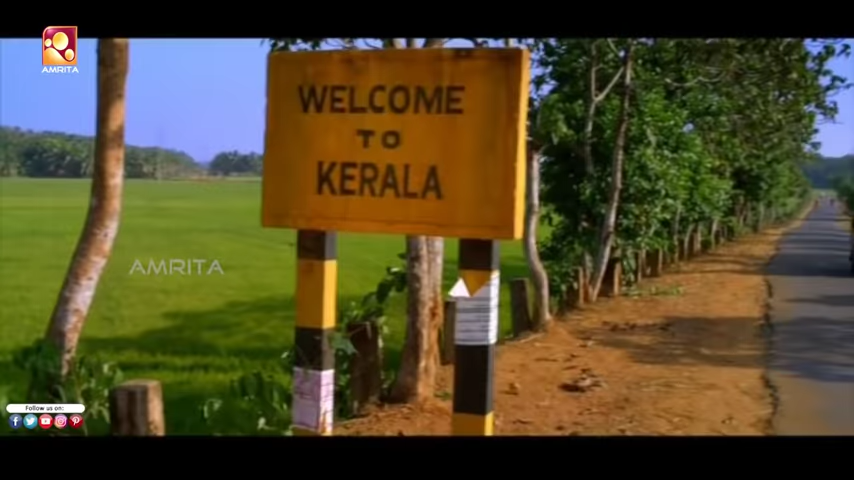 AMRITA
WELCOME
TO
KERALA
AMRITA
Follow us on: